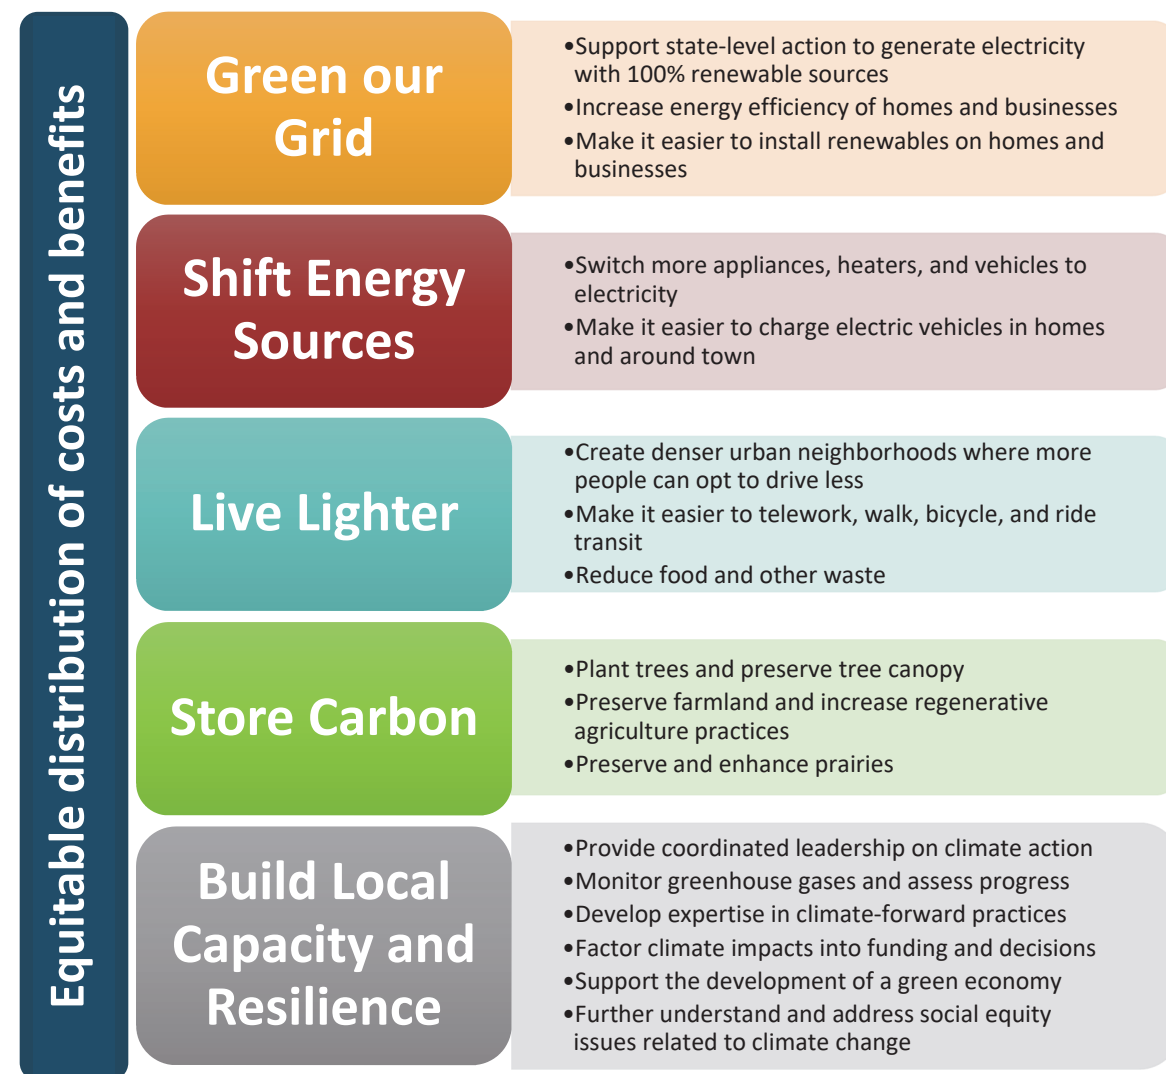 Equitable distribution of costs and benefits
Green our
Grid
•Support state-level action to generate electricity
with 100% renewable sources
•Increase energy efficiency of homes and businesses
•Make it easier to install renewables on homes and
businesses
Shift Energy
Sources
•Switch more appliances, heaters, and vehicles to
electricity
•Make it easier to charge electric vehicles in homes
and around town
Live Lighter
•Create denser urban neighborhoods where more
people can opt to drive less
•Make it easier to telework, walk, bicycle, and ride
transit
•Reduce food and other waste
Store Carbon
•Plant trees and preserve tree canopy
•Preserve farmland and increase regenerative
agriculture practices
•Preserve and enhance prairies
Build Local
Capacity and
Resilience
•Provide coordinated leadership on climate action
•Monitor greenhouse gases and assess progress
•Develop expertise in climate-forward practices
•Factor climate impacts into funding and decisions
•Support the development of a green economy
•Further understand and address social equity
issues related to climate change